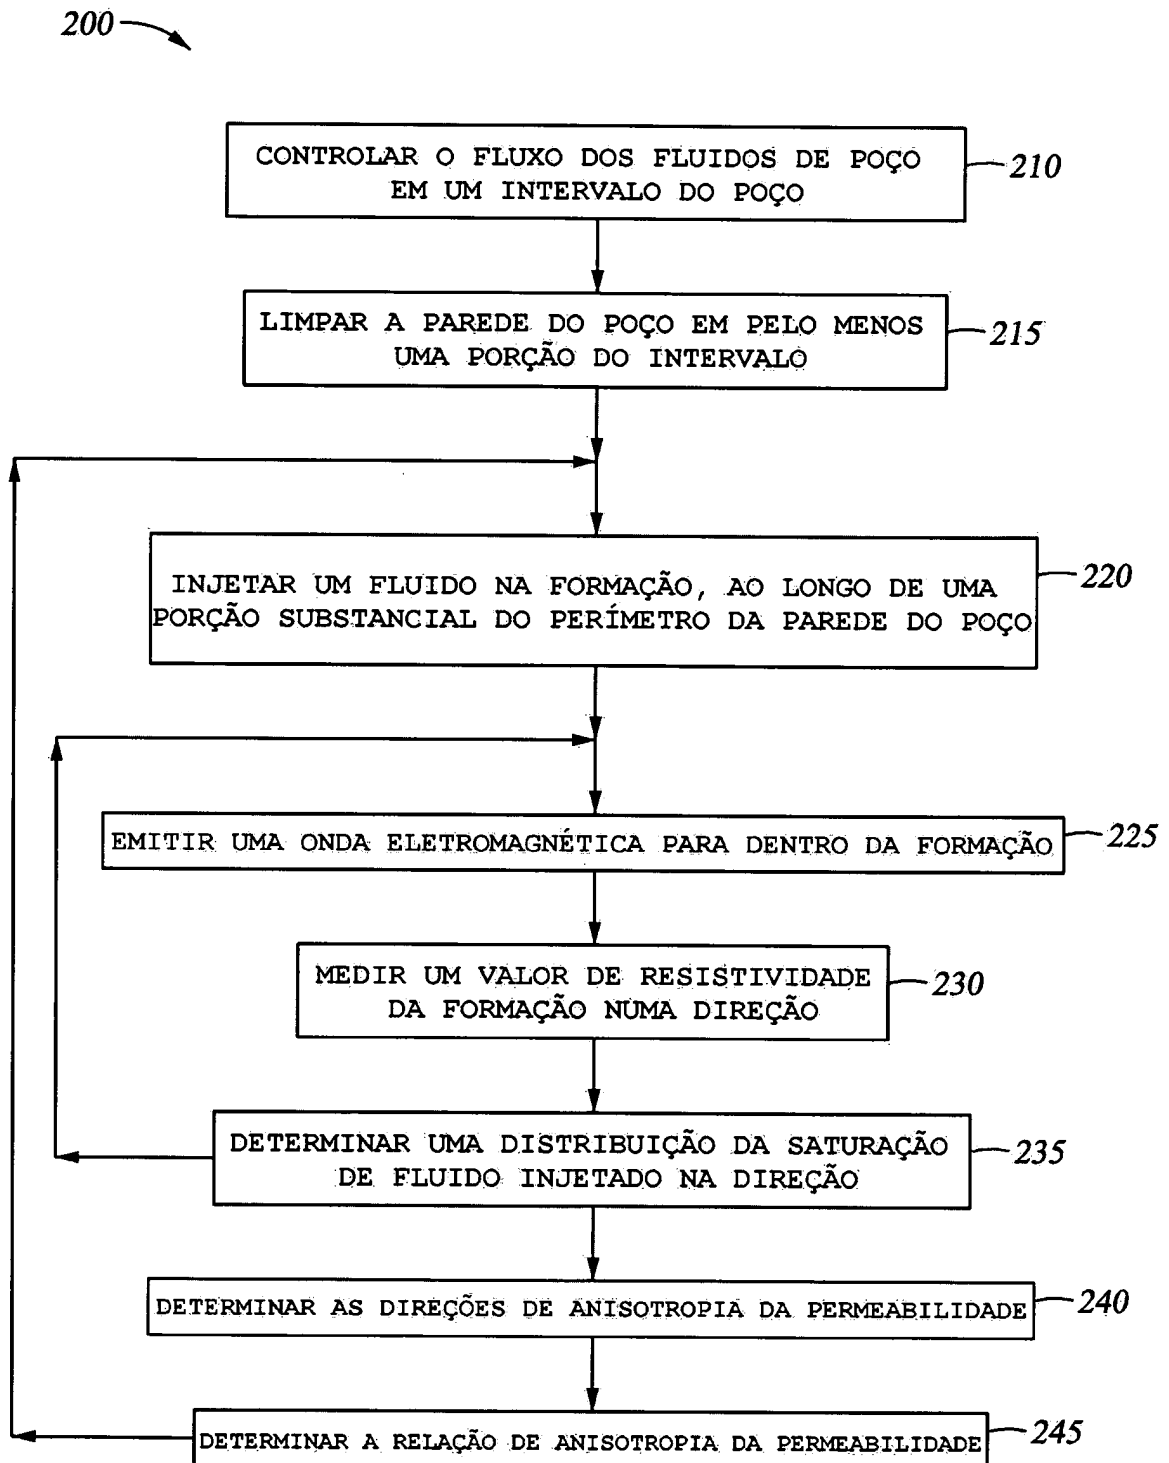 200
CONTROLAR O FLUXO DOS FLUIDOS DE POÇO
EM UM INTERVALO DO POÇO
210
LIMPAR A PAREDE DO POÇO EM PELO MENOS
UMA PORÇÃO DO INTERVALO
215
INJETAR UM FLUIDO NA FORMAÇÃO, AO LONGO DE UMA
PORÇÃO SUBSTANCIAL DO PERÍMETRO DA PAREDE DO POÇO
220
EMITIR UMA ONDA ELETROMAGNÉTICA PARA DENTRO DA FORMAÇÃO
225
MEDIR UM VALOR DE RESISTIVIDADE
DA FORMAÇÃO NUMA DIREÇÃO
230
DETERMINAR UMA DISTRIBUIÇÃO DA SATURAÇÃO
DE FLUIDO INJETADO NA DIREÇÃO
235
DETERMINAR AS DIREÇÕES DE ANISOTROPIA DA PERMEABILIDADE
240
DETERMINAR A RELAÇÃO DE ANISOTROPIA DA PERMEABILIDADE
245